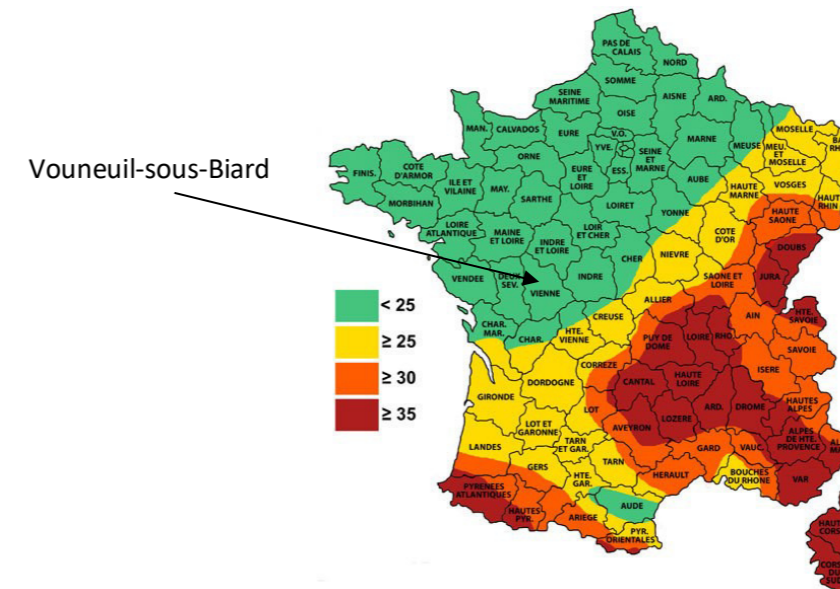 Vouneuil-sous-Biard
< 25
≥ 25
≥ 30
≥ 35
PAS DE
CALAIS
NORD
SOMME
SEINE
MARITIME
AISNE
ARD.
OISE
MAN.
CALVADOS
EURE
V.O.
YVE.
ESS.
SEINE
ET
MARNE
MARNE
MEUSE
MOSELLE
MEU.
ET
MOSELLE
FINIS.
COTE
D'ARMOR
ILE ET
VILAINE
MAY.
ORNE
SARTHE
EURE
ET
LOIRE
AUBE
HAUTE
MARNE
VOSGES
MORBIHAN
LOIRET
YONNE
HAUTE
SAONE
LOIRE
ATLANTIQUE
MAINE
ET LOIRE
INDRE
ET LOIRE
LOIR
ET CHER
CHER
NIEVRE
COTE
D'OR
DOUBS
JURA
VENDEE
DEUX
SEV.
VIENNE
INDRE
SAONE ET
LOIRE
ALLIER
CHAR.
MAR.
CHAR.
HTE.
VIENNE
CREUSE
PUY DE
DOME
LOIRE
RHO.
AIN
HTE.
SAVOIE
SAVOIE
GIRONDE
DORDOGNE
CORREZE
CANTAL
HAUTE
LOIRE
ISERE
LOT
AVEYRON
LOZERE
ARD.
DROME
HAUTES
ALPES
LOT ET
GARONNE
TARN
ET GAR.
LANDES
GERS
HTE.
GAR.
TARN
HERAULT
GARD
VAUC.
ALPES
DE HTE.
PROVENCE
BOUCHES
DU RHONE
VAR
PYRENEES
ATLANTIQUES
HAUTES
PYR.
ARIEGE
AUDE
PYR.
ORIENTALES